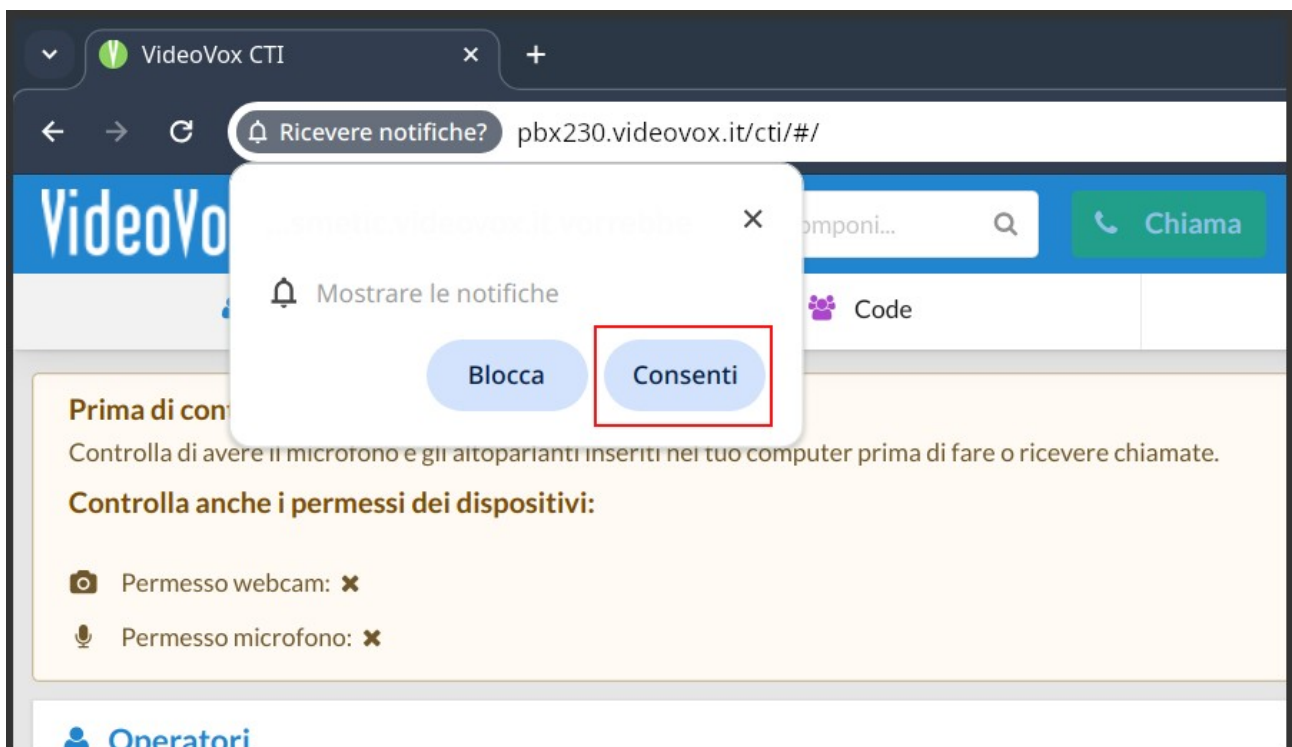 VideoVox CTI
Ricevere notifiche?
pbx230.videovox.it/cti/#/
VideoVo
omponi...
Chiama
Mostrare le notifiche
Code
Blocca
Consenti
Prima di con
Controlla di avere il microfono e gli altoparlanti inseriti nel tuo computer prima di fare o ricevere chiamate.
Controlla anche i permessi dei dispositivi:
Permesso webcam:
Permesso microfono:
Operatori